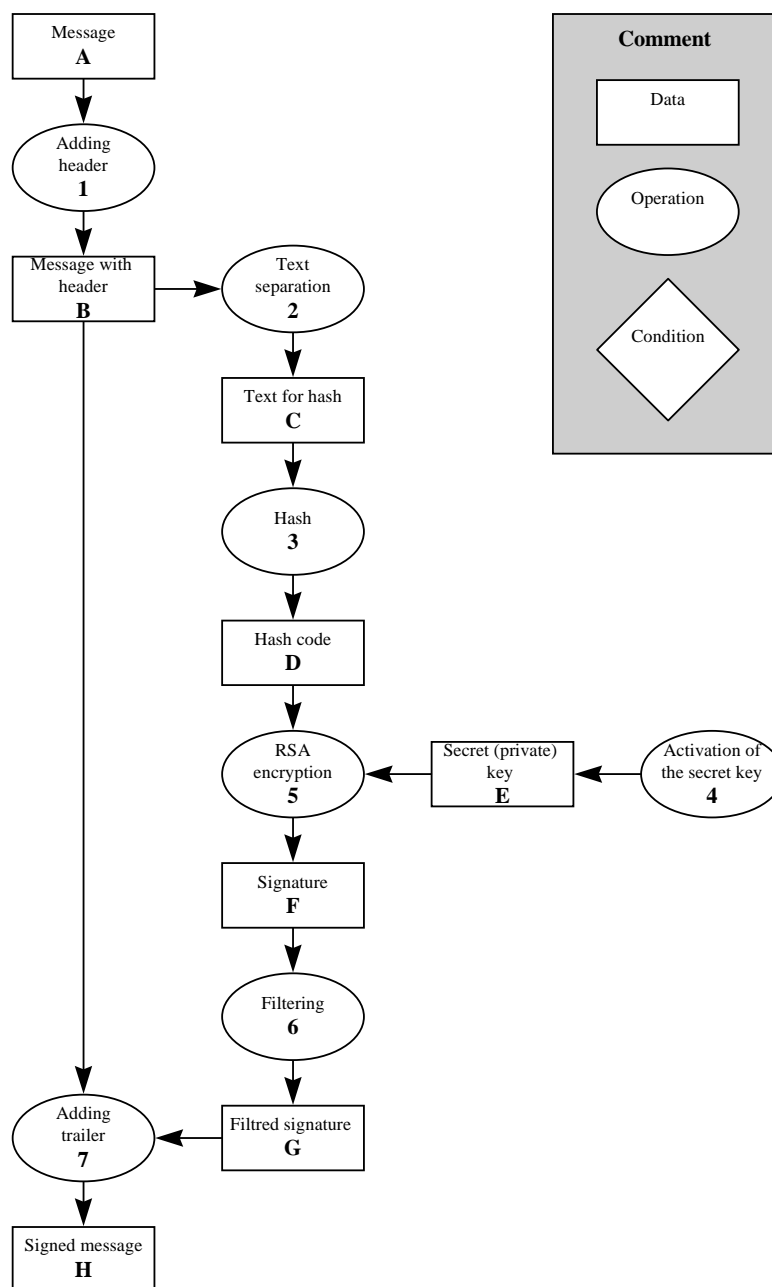 Message
A
Adding
header
1
Message with
header
B
Text
separation
2
Text for hash
C
Hash
3
Hash code
D
RSA
encryption
5
Secret (private)
key
E
Activation of
the secret key
4
Signature
F
Filtering
6
Filtred signature
G
Adding
trailer
7
Signed message
H
Comment
Data
Operation
Condition